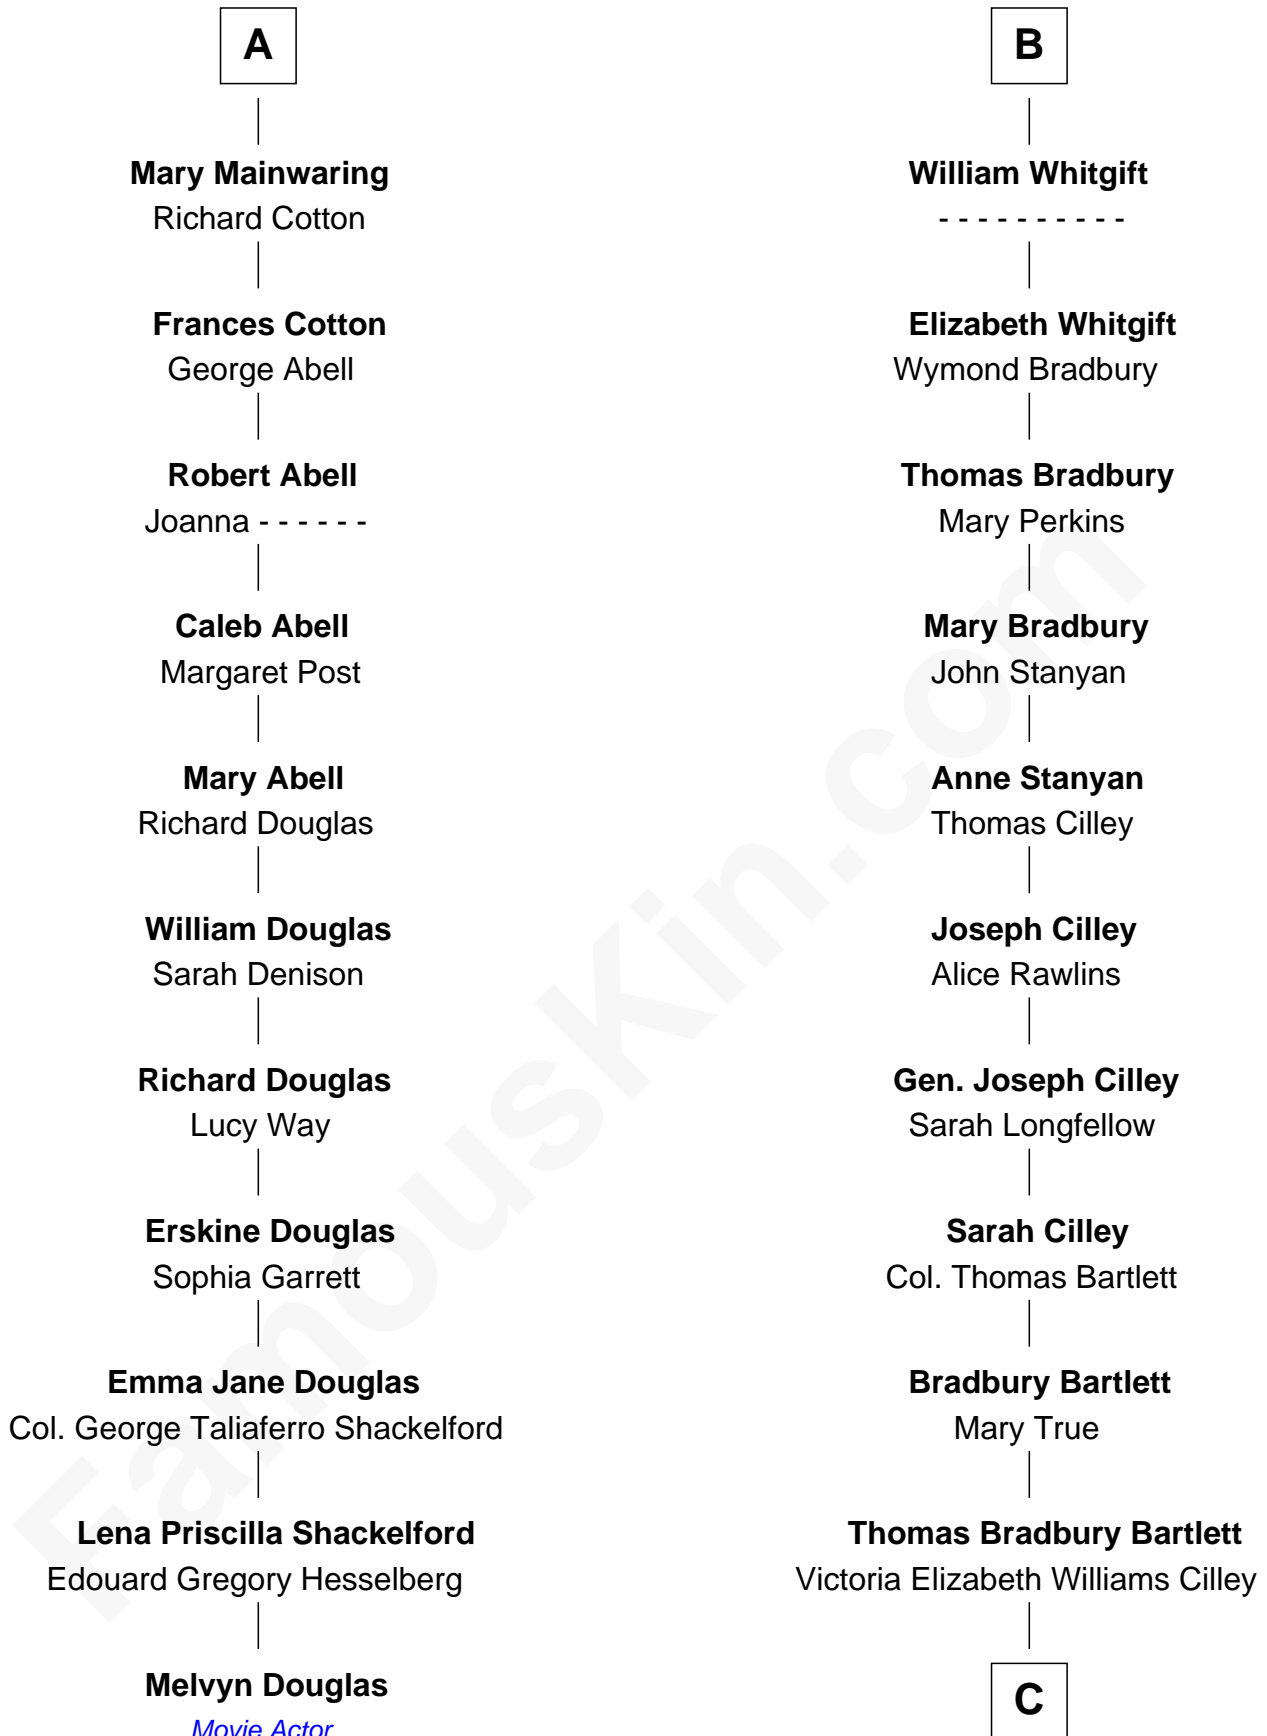 A
Mary Mainwaring
Richard Cotton
Frances Cotton
George Abell
Robert Abell
Joanna - - - - - -
Caleb Abell
Margaret Post
Mary Abell
Richard Douglas
William Douglas
Sarah Denison
Richard Douglas
Lucy Way
Erskine Douglas
Sophia Garrett
Emma Jane Douglas
Col. George Taliaferro Shackelford
Lena Priscilla Shackelford
Edouard Gregory Hesselberg
Melvyn Douglas
Movie Actor
B
William Whitgift
- - - - - - - - - -
Elizabeth Whitgift
Wymond Bradbury
Thomas Bradbury
Mary Perkins
Mary Bradbury
John Stanyan
Anne Stanyan
Thomas Cilley
Joseph Cilley
Alice Rawlins
Gen. Joseph Cilley
Sarah Longfellow
Sarah Cilley
Col. Thomas Bartlett
Bradbury Bartlett
Mary True
Thomas Bradbury Bartlett
Victoria Elizabeth Williams Cilley
C
FamousKin.com